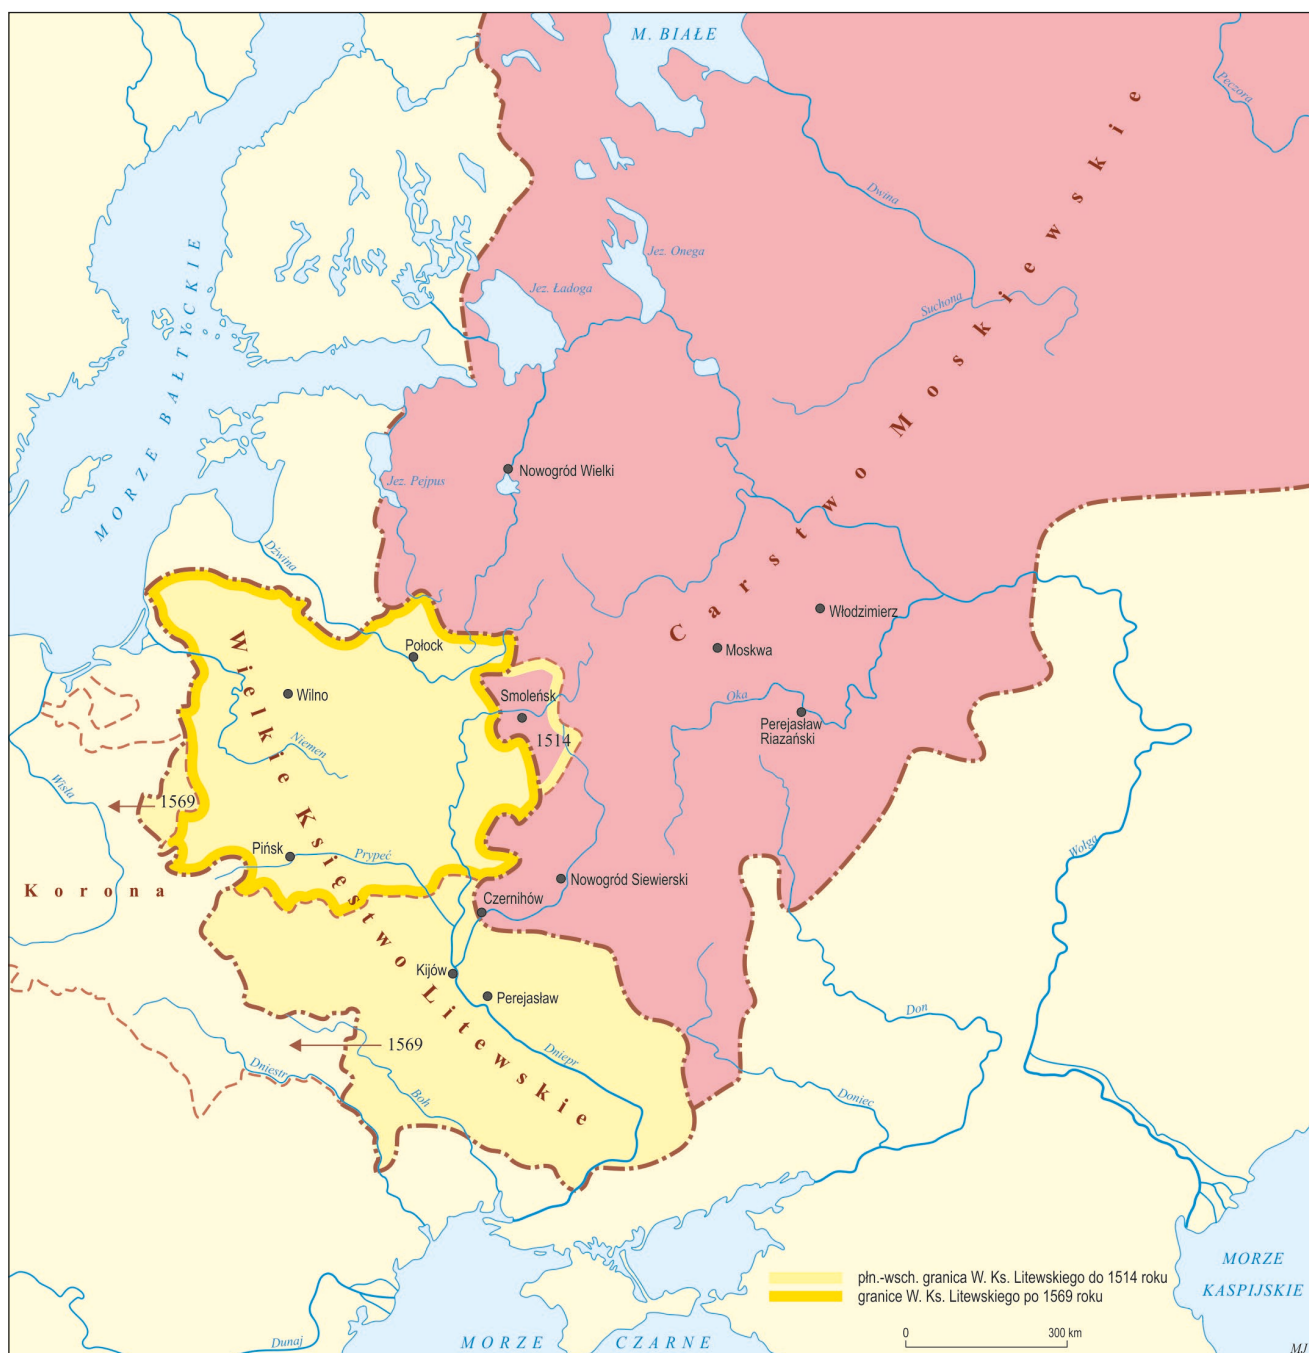 M. BIAŁE
Peczora
Dwina
Jez. Onega
Jez. Ładoga
Suchona
MORZE BAŁTYCKIE
Carstwo Moskiewskie
Nowogród Wielki
Jez. Pejpus
Dźwina
Włodzimierz
Połock
Moskwa
Wilno
Smoleńsk
Oka
Perejasław
Riazański
1514
Niemen
Wielkie Księstwo Litewskie
Wisła
1569
Pińsk
Prypeć
Wołga
Korona
Nowogród Siewierski
Czernihów
Kijów
Perejasław
Don
1569
Dniepr
Dniestr
Boh
Doniec
płn.-wsch. granica W. Ks. Litewskiego do 1514 roku
granice W. Ks. Litewskiego po 1569 roku
MORZE
KASPIJSKIE
Dunaj
MORZE CZARNE
0 300 km
MJ